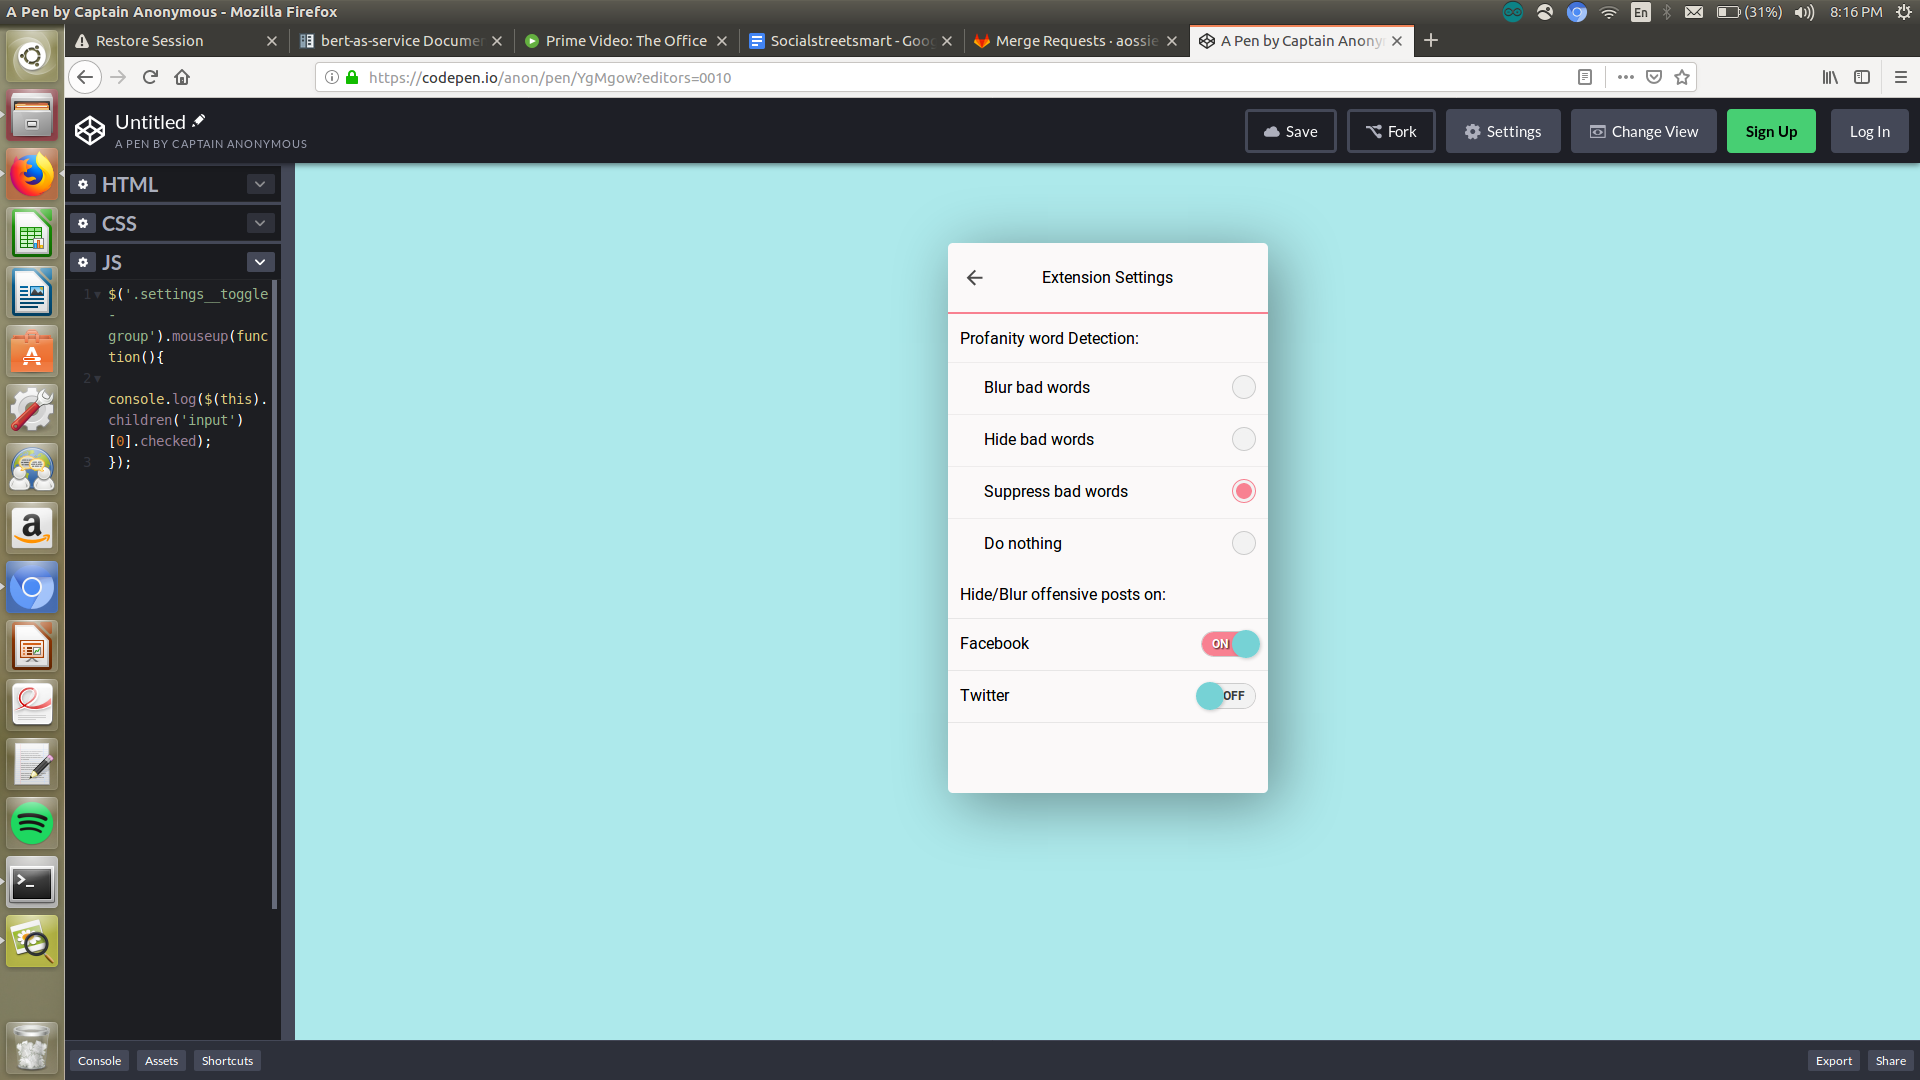 A Pen by Captain Anonymous - Mozilla Firefox
En (31%) 8:16 PM
Restore Session
bert-as-service Documen
Prime Video: The Office
Socialstreetsmart - Goog
Merge Requests · aossie
A Pen by Captain Anony
https://codepen.io/anon/pen/YgMgow?editors=0010
Untitled
A PEN BY CAPTAIN ANONYMOUS
Save
Fork
Settings
Change View
Sign Up
Log In
HTML
CSS
JS
1 $('.settings__toggle
-
group').mouseup(func
tion(){
2
console.log($(this).
children('input')
[0].checked);
3 });
Extension Settings
Profanity word Detection:
Blur bad words
Hide bad words
Suppress bad words
Do nothing
Hide/Blur offensive posts on:
Facebook ON
Twitter OFF
Console
Assets
Shortcuts
Export
Share